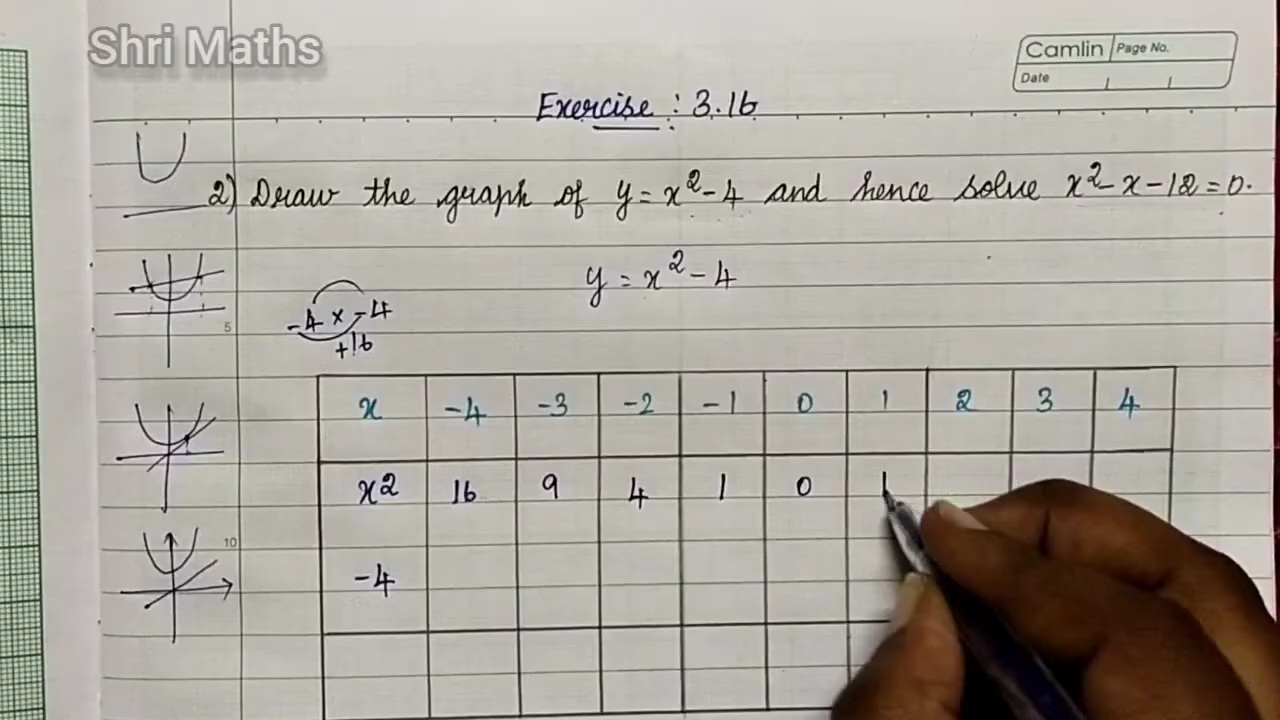 Shri Maths
Camlin Page No.
Date
Exercise : 3.16
2) Draw the graph of y = x² - 4 and hence solve x² - x - 12 = 0.
y = x² - 4
-4 x -4
+16
5
x -4 -3 -2 -1 0 1 2 3 4
x² 16 9 4 1 0 1
10
-4